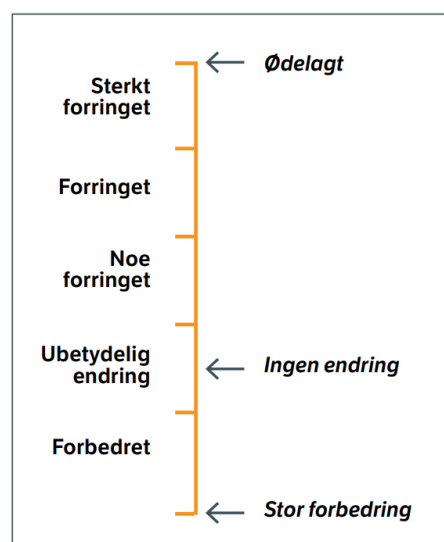 Ødelagt
Sterkt
forringet
Forringet
Noe
forringet
Ubetydelig
endring
Ingen endring
Forbedret
Stor forbedring